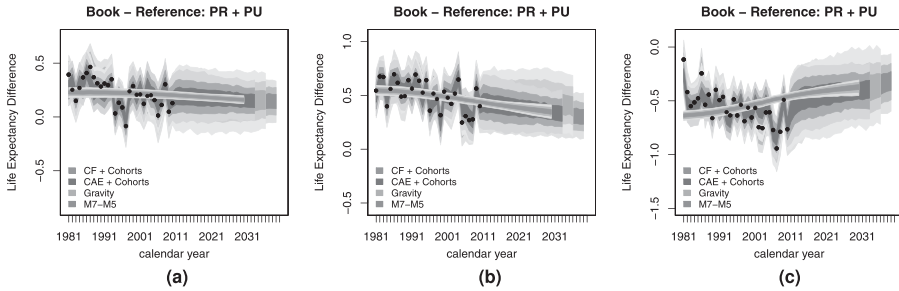 Book – Reference: PR + PU
Life Expectancy Difference
0.5
0.0
−0.5
CF + Cohorts
CAE + Cohorts
Gravity
M7−M5
1981 1991 2001 2011 2021 2031
calendar year
(a)
Book – Reference: PR + PU
Life Expectancy Difference
1.0
0.5
0.0
−0.5
CF + Cohorts
CAE + Cohorts
Gravity
M7−M5
1981 1991 2001 2011 2021 2031
calendar year
(b)
Book – Reference: PR + PU
Life Expectancy Difference
0.0
−0.5
−1.0
−1.5
CF + Cohorts
CAE + Cohorts
Gravity
M7−M5
1981 1991 2001 2011 2021 2031
calendar year
(c)